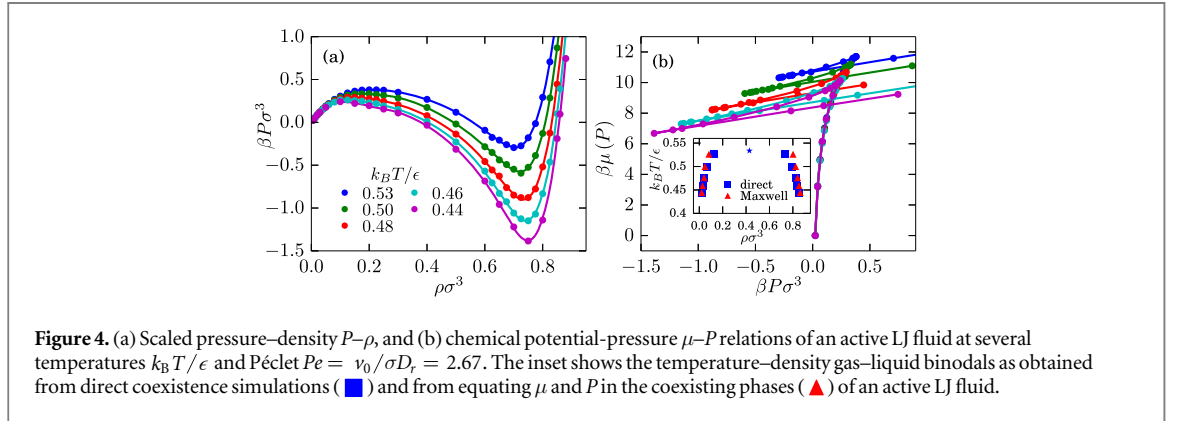 (a)
βPσ³
1.0
0.5
0.0
−0.5
−1.0
−1.5
k_BT/ϵ
0.53 0.46
0.50 0.44
0.48
0.0 0.2 0.4 0.6 0.8
ρσ³
(b)
βμ(P)
12
10
8
6
4
2
0
k_BT/ϵ
0.55
0.5
0.45
0.4
direct
Maxwell
0.0 0.2 0.4 0.6 0.8
ρσ³
−1.5 −1.0 −0.5 0.0 0.5
βPσ³
Figure 4. (a) Scaled pressure–density P–ρ, and (b) chemical potential-pressure μ–P relations of an active LJ fluid at several
temperatures k_BT/ϵ and Péclet Pe = ν₀/σD_r = 2.67. The inset shows the temperature–density gas–liquid binodals as obtained
from direct coexistence simulations (■) and from equating μ and P in the coexisting phases (▲) of an active LJ fluid.